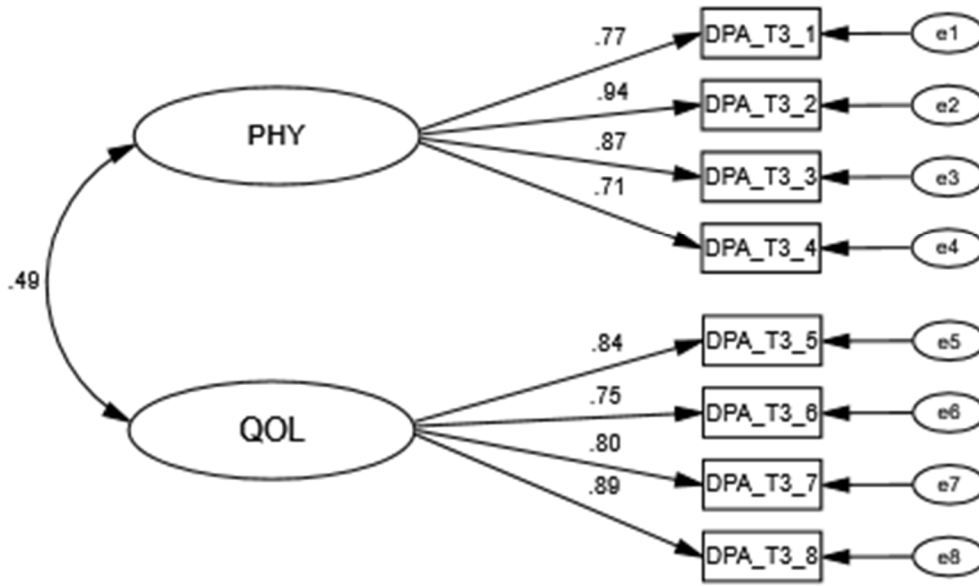 .77
DPA_T3_1
e1
.94
DPA_T3_2
e2
PHY
.87
DPA_T3_3
e3
.71
DPA_T3_4
e4
.49
.84
DPA_T3_5
e5
.75
DPA_T3_6
e6
QOL
.80
DPA_T3_7
e7
.89
DPA_T3_8
e8